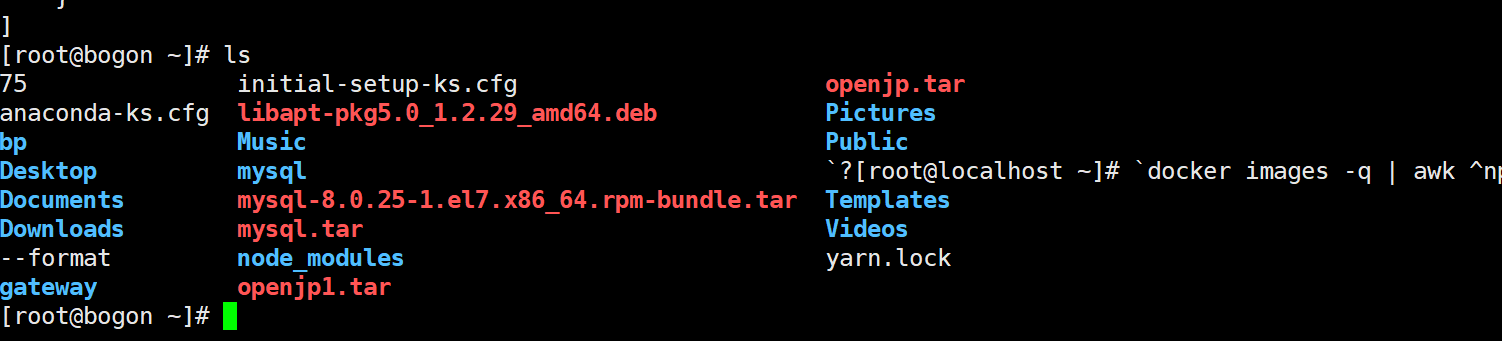 ]
[root@bogon ~]# ls
75 initial-setup-ks.cfg openjp.tar
anaconda-ks.cfg libapt-pkg5.0_1.2.29_amd64.deb Pictures
bp Music Public
Desktop mysql `?[root@localhost ~]# `docker images -q | awk ^np
Documents mysql-8.0.25-1.el7.x86_64.rpm-bundle.tar Templates
Downloads mysql.tar Videos
--format node_modules yarn.lock
gateway openjp1.tar
[root@bogon ~]#